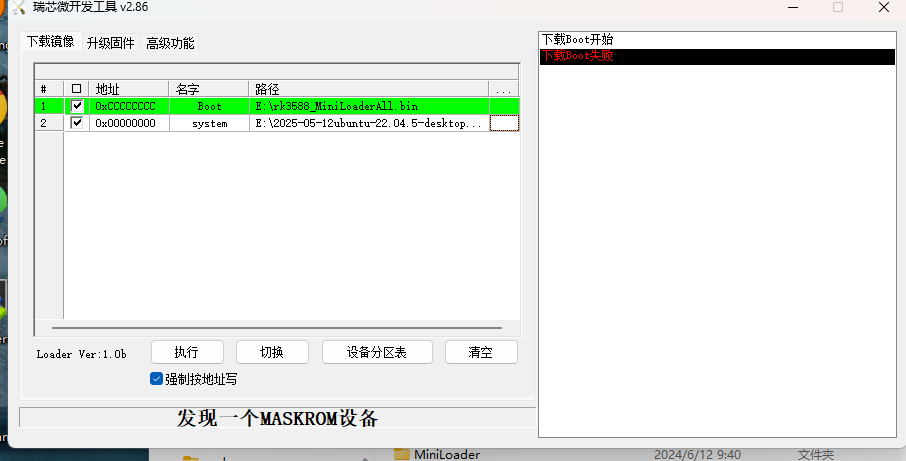 瑞芯微开发工具 v2.86
下载镜像 升级固件 高级功能
# 地址 名字 路径 ...
1 0xCCCCCCCC Boot E:\rk3588_MiniLoaderAll.bin
2 0x00000000 system E:\2025-05-12ubuntu-22.04.5-desktop...
Loader Ver:1.0b 执行 切换 设备分区表 清空
强制按地址写
发现一个MASKROM设备
下载Boot开始
下载Boot失败
MiniLoader 2024/6/12 9:40 文件夹